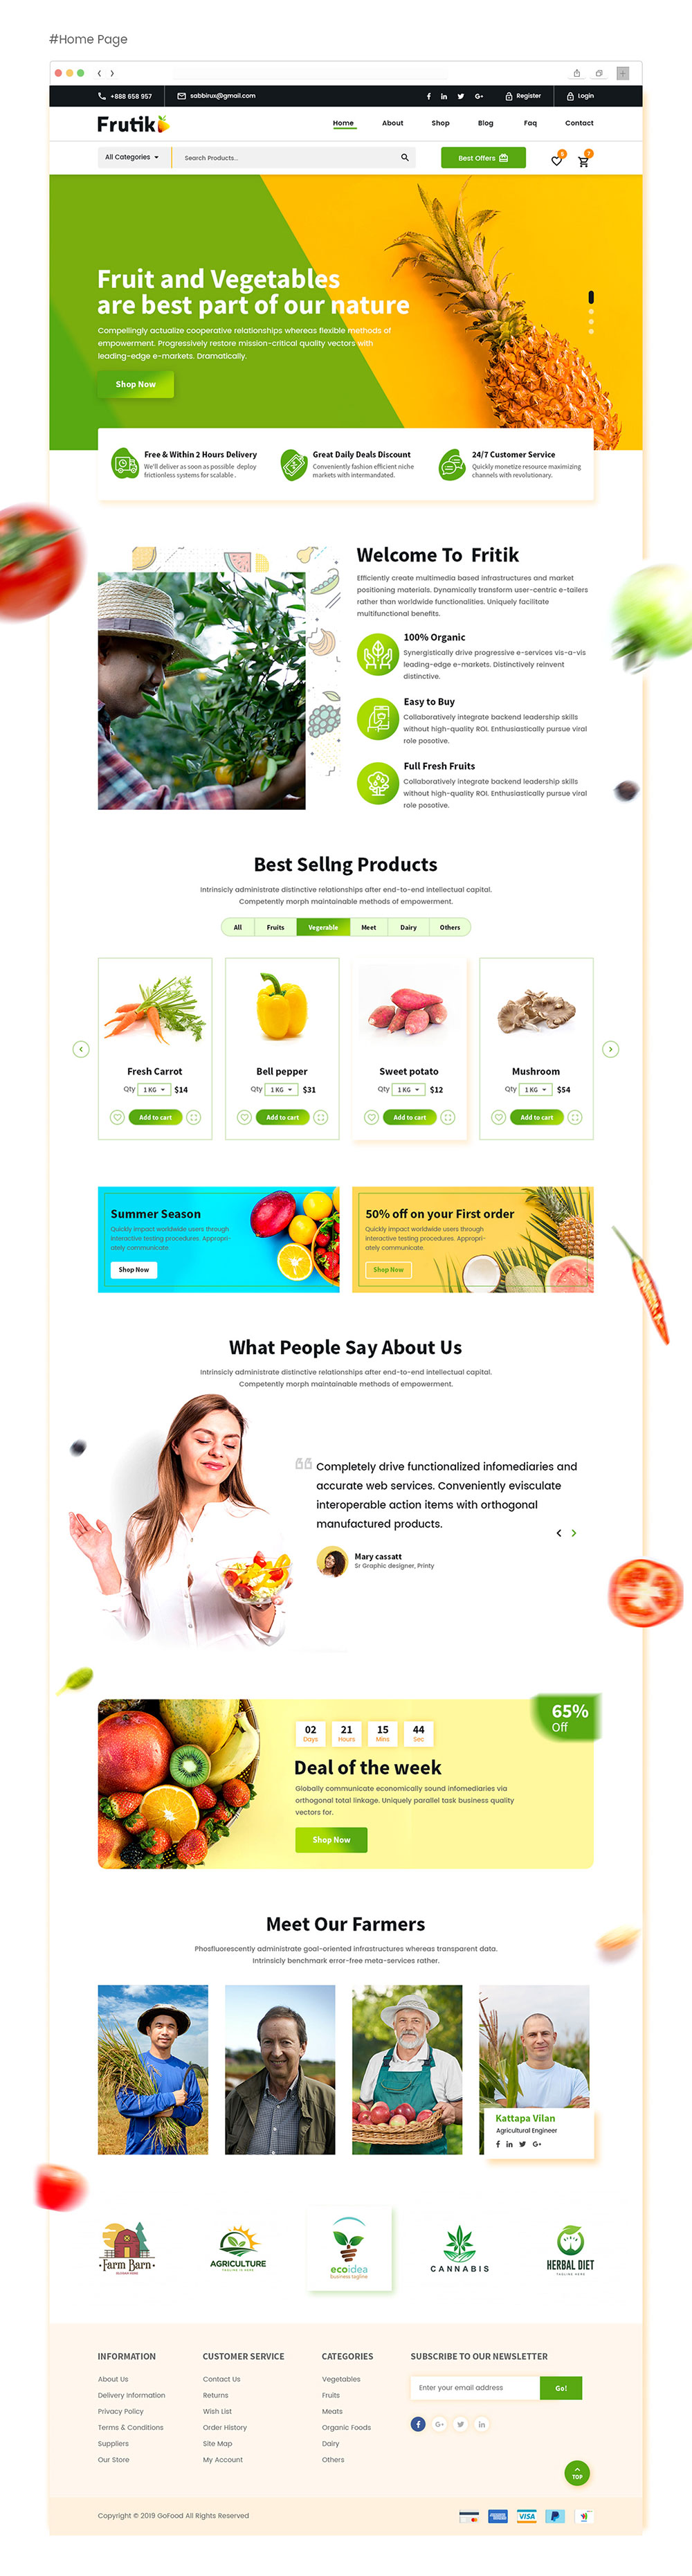 #Home Page
+888 658 957
sabbirux@gmail.com
Register
Login
Frutik
Home
About
Shop
Blog
Faq
Contact
All Categories
Search Products...
Best Offers
7
Fruit and Vegetables
are best part of our nature
Compellingly actualize cooperative relationships whereas flexible methods of
empowerment. Progressively restore mission-critical quality vectors with
leading-edge e-markets. Dramatically.
Shop Now
Free & Within 2 Hours Delivery
We'll deliver as soon as possible deploy
frictionless systems for scalable.
Great Daily Deals Discount
Conveniently fashion efficient niche
markets with intermandated.
24/7 Customer Service
Quickly monetize resource maximizing
channels with revolutionary.
Welcome To Fritik
Efficiently create multimedia based infrastructures and market
positioning materials. Dynamically transform user-centric e-tailers
rather than worldwide functionalities. Uniquely facilitate
multifunctional benefits.
100% Organic
Synergistically drive progressive e-services vis-a-vis
leading-edge e-markets. Distinctively reinvent
distinctive.
Easy to Buy
Collaboratively integrate backend leadership skills
without high-quality ROI. Enthusiastically pursue viral
role posotive.
Full Fresh Fruits
Collaboratively integrate backend leadership skills
without high-quality ROI. Enthusiastically pursue viral
role posotive.
Best Sellng Products
Intrinsicly administrate distinctive relationships after end-to-end intellectual capital.
Competently morph maintainable methods of empowerment.
All
Fruits
Vegerable
Meet
Dairy
Others
Fresh Carrot
Qty 1 KG $14
Add to cart
Bell pepper
Qty 1 KG $31
Add to cart
Sweet potato
Qty 1 KG $12
Add to cart
Mushroom
Qty 1 KG $54
Add to cart
Summer Season
Quickly impact worldwide users through
interactive testing procedures. Appropri-
ately communicate
Shop Now
50% off on your First order
Quickly impact worldwide users through
interactive testing procedures. Appropri-
ately communicate
Shop Now
What People Say About Us
Intrinsicly administrate distinctive relationships after end-to-end intellectual capital.
Competently morph maintainable methods of empowerment.
Completely drive functionalized infomediaries and
accurate web services. Conveniently evisculate
interoperable action items with orthogonal
manufactured products.
Mary cassatt
Sr Graphic designer, Printy
65%
Off
02
Days
21
Hours
15
Mins
44
Sec
Deal of the week
Globally communicate economically sound infomediaries via
orthogonal total linkage. Uniquely parallel task business quality
vectors for.
Shop Now
Meet Our Farmers
Phosfluorescently administrate goal-oriented infrastructures whereas transparent data.
Intrinsicly benchmark error-free meta-services rather.
Kattapa Vilan
Agricultural Engineer
Farm Barn
AGRICULTURE
ecoidea
business tagline
CANNABIS
HERBAL DIET
INFORMATION
About Us
Delivery Information
Privacy Policy
Terms & Conditions
Suppliers
Our Store
CUSTOMER SERVICE
Contact Us
Returns
Wish List
Order History
Site Map
My Account
CATEGORIES
Vegetables
Fruits
Meats
Organic Foods
Dairy
Others
SUBSCRIBE TO OUR NEWSLETTER
Enter your email address
Go!
TOP
Copyright © 2019 GoFood All Rights Reserved
VISA